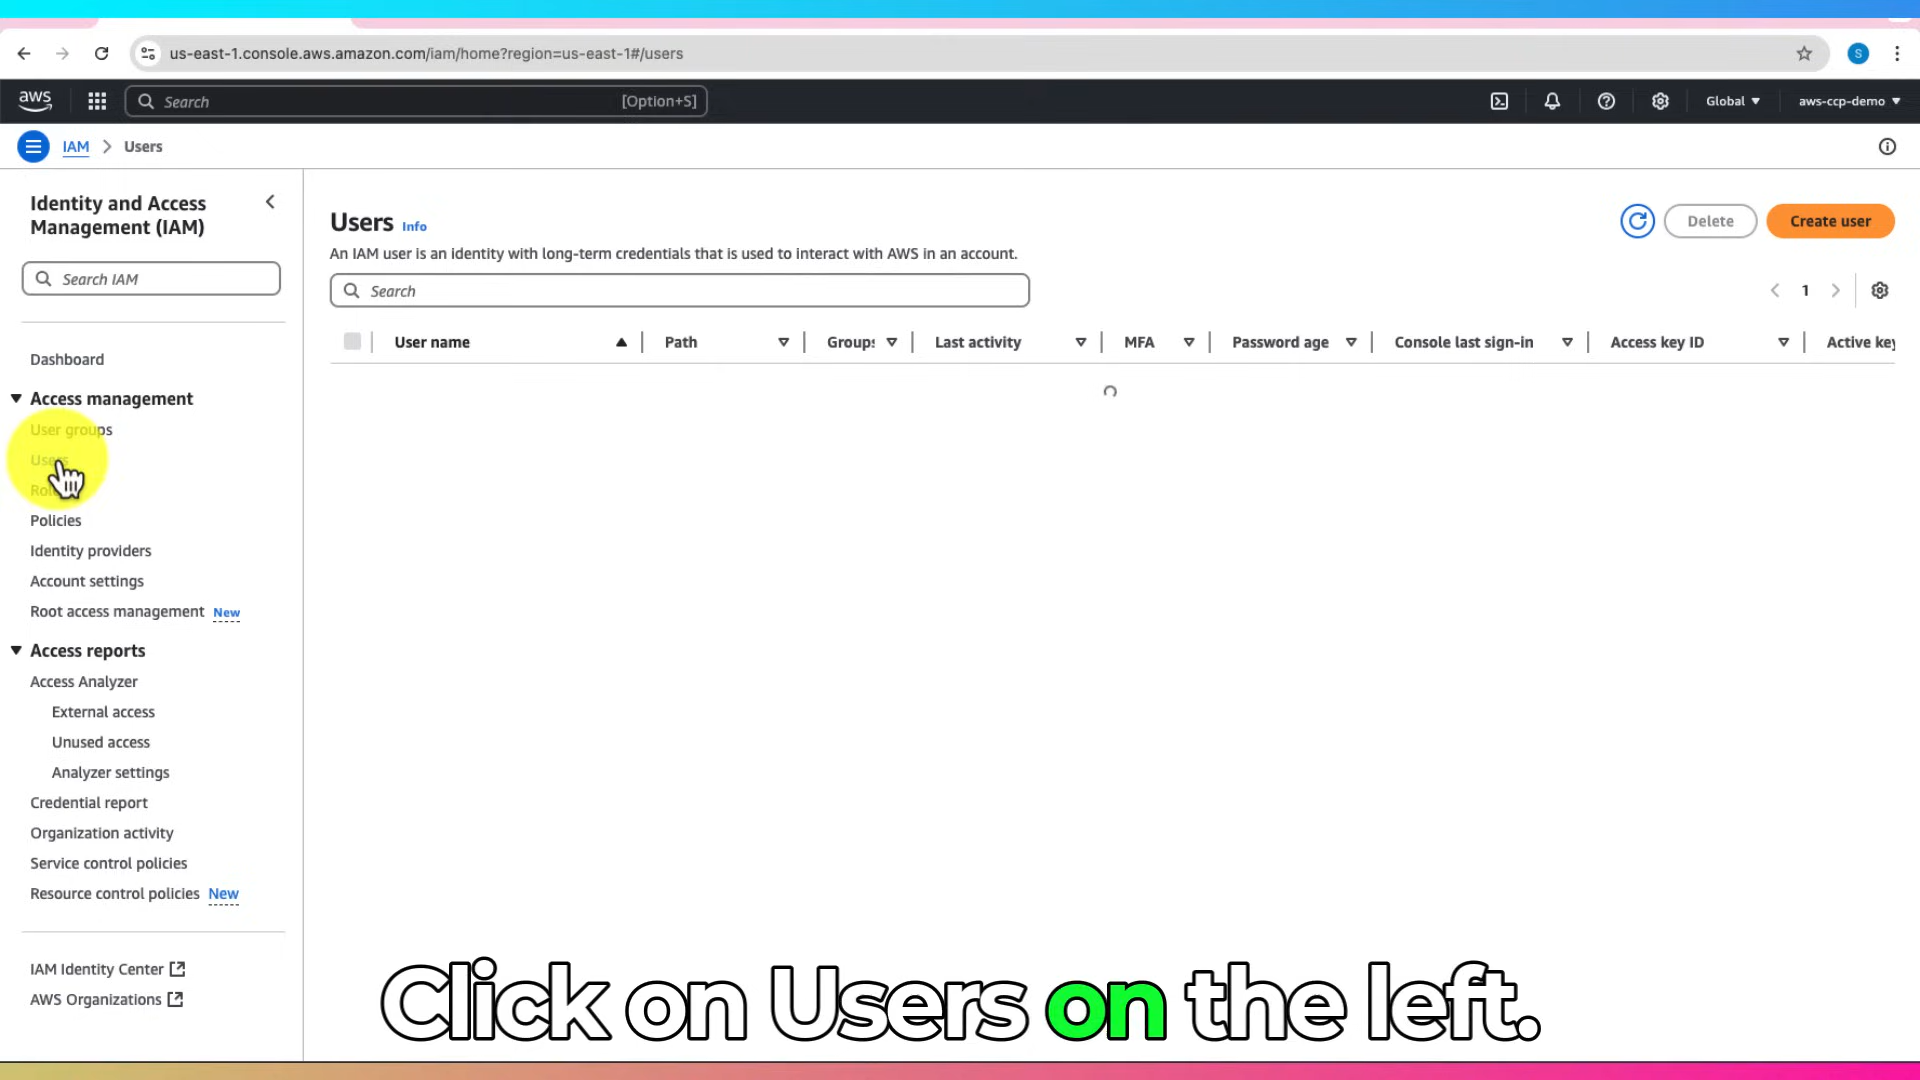 us-east-1.console.aws.amazon.com/iam/home?region=us-east-1#/users
S
aws
Search
[Option+S]
Global
aws-ccp-demo
IAM
Users
Identity and Access
Management (IAM)
Search IAM
Dashboard
Access management
User groups
Users
Policies
Identity providers
Account settings
Root access management New
Access reports
Access Analyzer
External access
Unused access
Analyzer settings
Credential report
Organization activity
Service control policies
Resource control policies New
IAM Identity Center
AWS Organizations
Users Info
Delete
Create user
An IAM user is an identity with long-term credentials that is used to interact with AWS in an account.
Search
1
User name
Path
Groups
Last activity
MFA
Password age
Console last sign-in
Access key ID
Active key
Click on Users on the left.